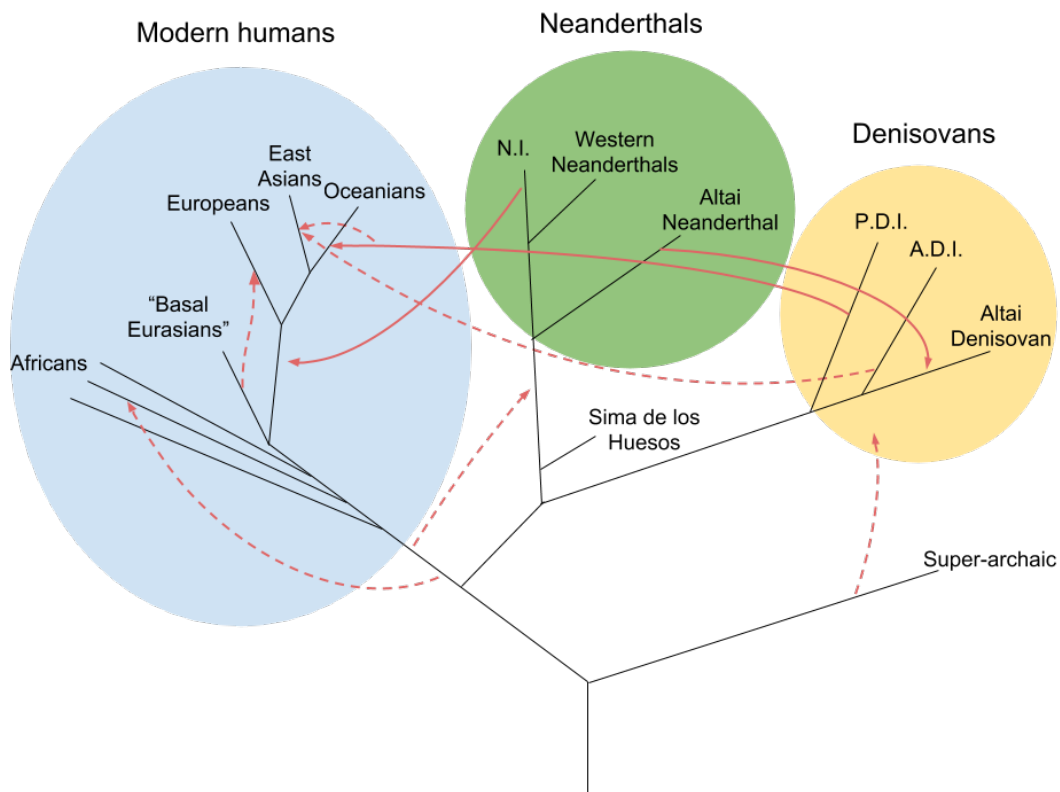 Modern humans
Neanderthals
Denisovans
East
Asians
Oceanians
Europeans
"Basal
Eurasians"
Africans
N.I.
Western
Neanderthals
Altai
Neanderthal
P.D.I.
A.D.I.
Altai
Denisovan
Sima de los
Huesos
Super-archaic